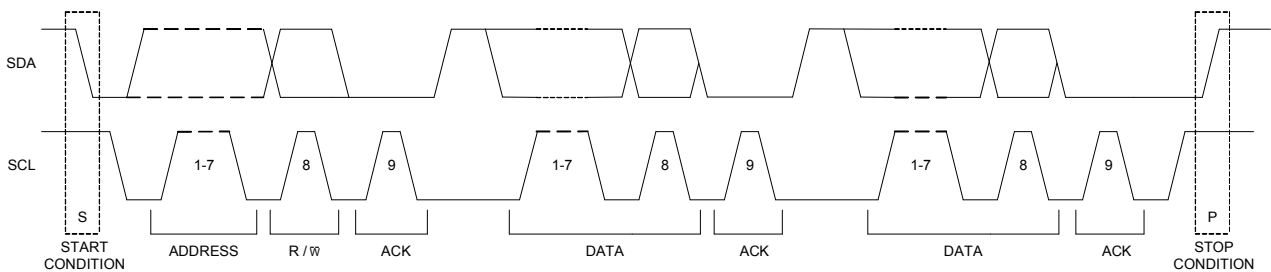 SDA
SCL
1-7
8
9
1-7
8
9
1-7
8
9
S
P
START
CONDITION
ADDRESS
R / W̅
ACK
DATA
ACK
DATA
ACK
STOP
CONDITION